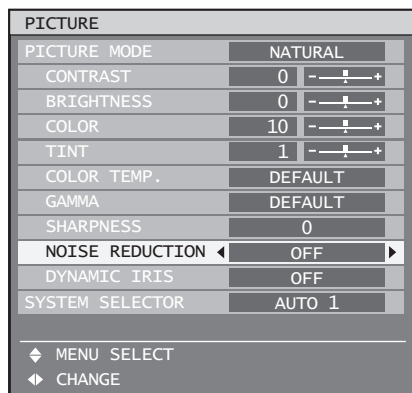 PICTURE
PICTURE MODE NATURAL
CONTRAST 0 - +
BRIGHTNESS 0 - +
COLOR 10 - +
TINT 1 - +
COLOR TEMP. DEFAULT
GAMMA DEFAULT
SHARPNESS 0
NOISE REDUCTION OFF
DYNAMIC IRIS OFF
SYSTEM SELECTOR AUTO 1
MENU SELECT
CHANGE